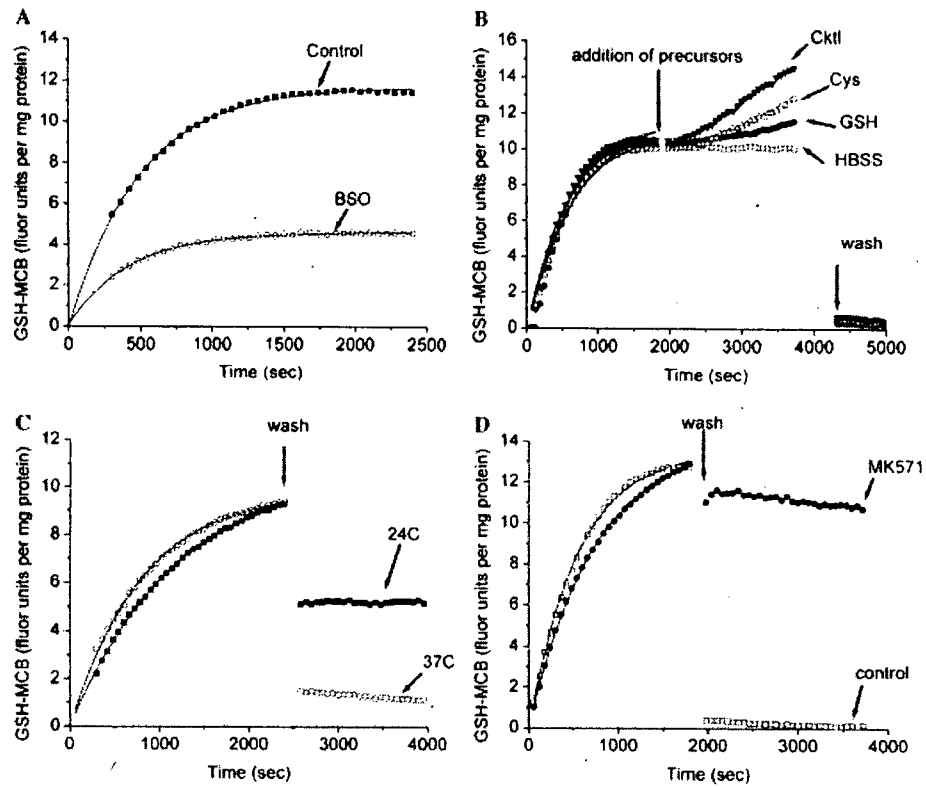 A
GSH-MCB (fluor units per mg protein)
14
12
10
8
6
4
2
0
0 500 1000 1500 2000 2500
Time (sec)
Control
BSO
B
GSH-MCB (fluor units per mg protein)
16
14
12
10
8
6
4
2
0
0 1000 2000 3000 4000 5000
Time (sec)
addition of precursors
Cktl
Cys
GSH
HBSS
wash
C
GSH-MCB (fluor units per mg protein)
12
10
8
6
4
2
0
0 1000 2000 3000 4000
Time (sec)
wash
24C
37C
D
GSH-MCB (fluor units per mg protein)
14
12
10
8
6
4
2
0
0 1000 2000 3000 4000
Time (sec)
wash
MK571
control